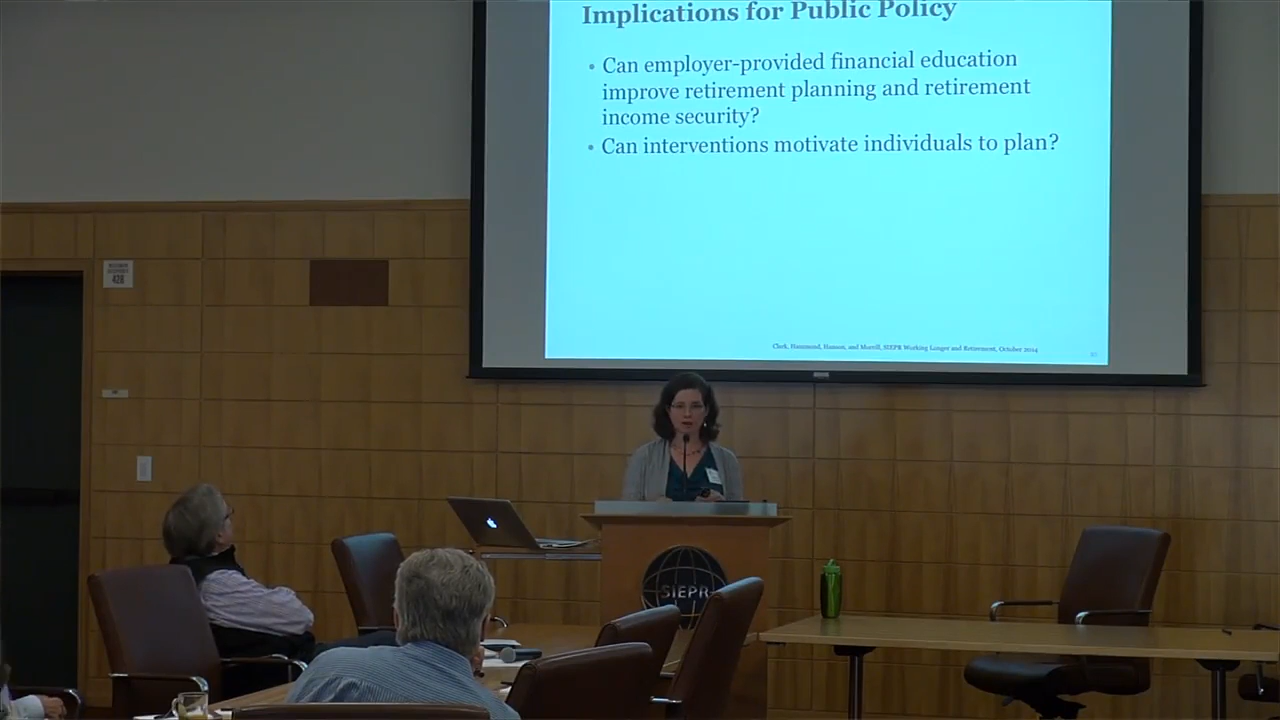 Implications for Public Policy
• Can employer-provided financial education
improve retirement planning and retirement
income security?
• Can interventions motivate individuals to plan?
Clark, Hammond, Hanson, and Morrill, SIEPR Working Longer and Retirement, October 2014
428
SIEPR